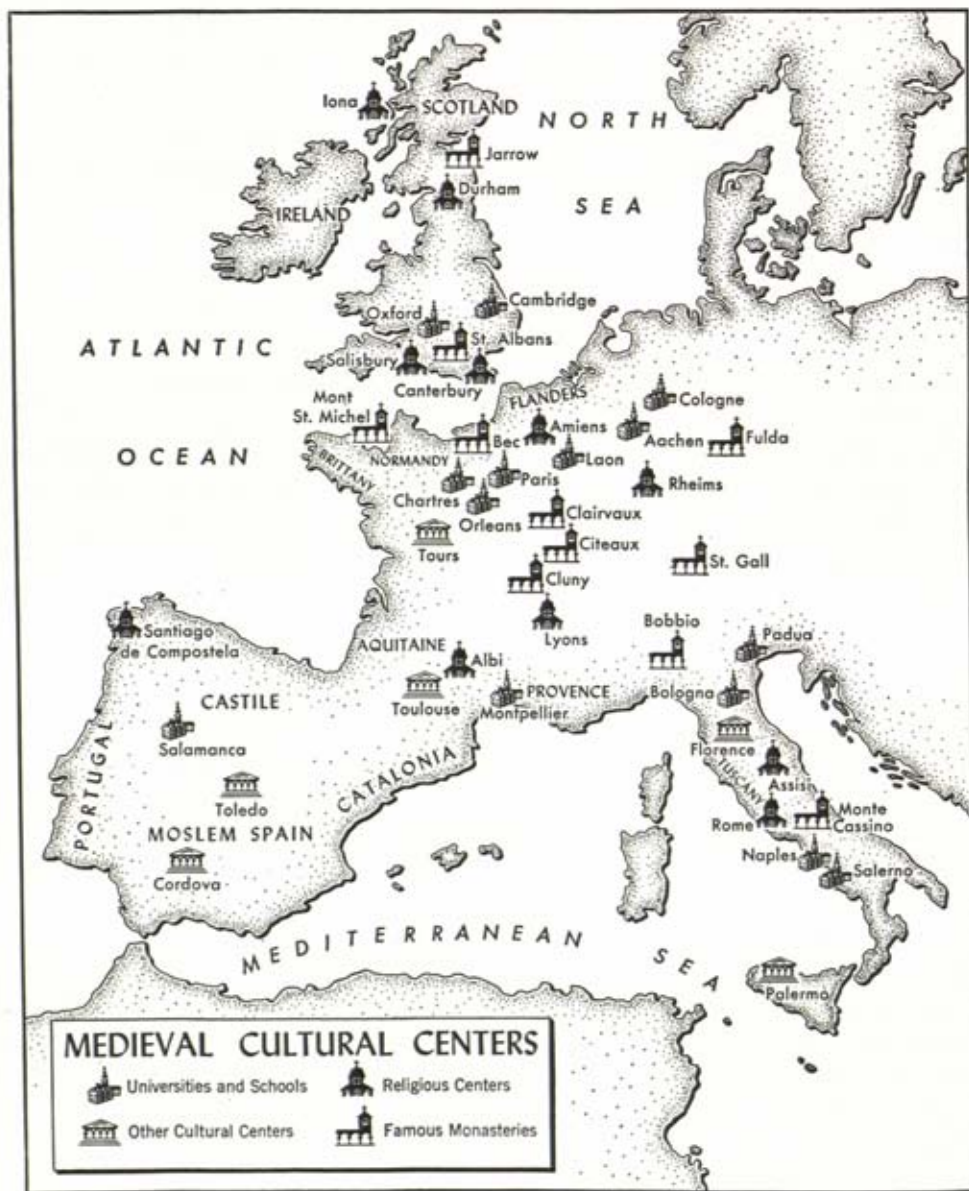 Iona
SCOTLAND
NORTH
SEA
Jarrow
Durham
IRELAND
Cambridge
Oxford
St. Albans
Salisbury
Canterbury
ATLANTIC
OCEAN
Mont
St. Michel
FLANDERS
Cologne
Amiens
Aachen
Fulda
Bec
Laon
NORMANDY
BRITTANY
Paris
Rheims
Chartres
Orleans
Clairvaux
Tours
Citeaux
St. Gall
Cluny
Lyons
Bobbio
Padua
Santiago
de Compostela
AQUITAINE
Albi
Toulouse
PROVENCE
Montpellier
Bologna
CASTILE
Salamanca
Florence
PORTUGAL
CATALONIA
TUSCANY
Assisi
Toledo
Rome
Monte
Cassino
MOSLEM SPAIN
Cordova
Naples
Salerno
MEDITERRANEAN SEA
Palermo
MEDIEVAL CULTURAL CENTERS
Universities and Schools
Religious Centers
Other Cultural Centers
Famous Monasteries